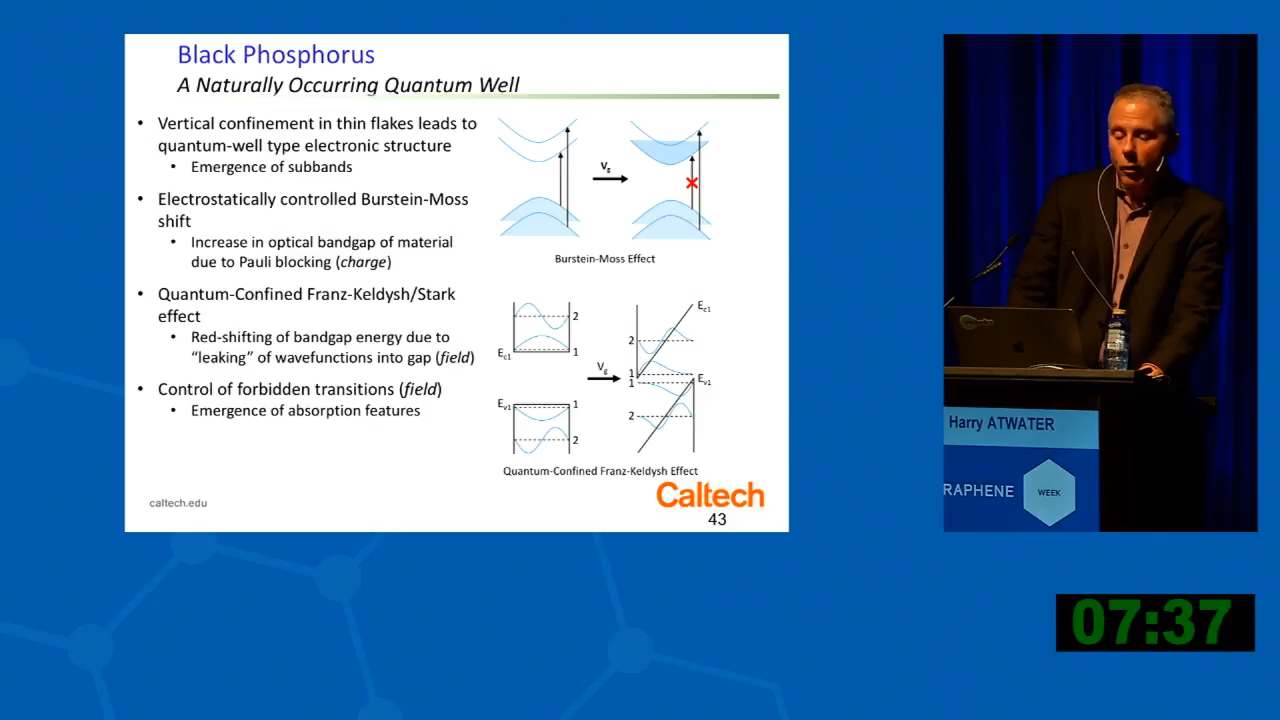 Black Phosphorus
A Naturally Occurring Quantum Well
• Vertical confinement in thin flakes leads to
quantum-well type electronic structure
• Emergence of subbands
• Electrostatically controlled Burstein-Moss
shift
• Increase in optical bandgap of material
due to Pauli blocking (charge)
• Quantum-Confined Franz-Keldysh/Stark
effect
• Red-shifting of bandgap energy due to
“leaking” of wavefunctions into gap (field)
• Control of forbidden transitions (field)
• Emergence of absorption features
Vg
Burstein-Moss Effect
2
Ec1
1
Ev1
1
2
Vg
Ec1
2
1
1
Ev1
2
Quantum-Confined Franz-Keldysh Effect
caltech.edu
Caltech
43
Harry ATWATER
RAPHENE
WEEK
07:37